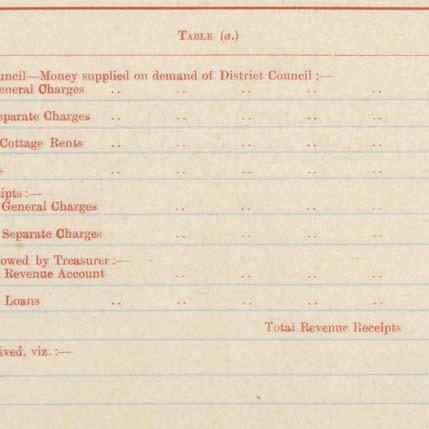 TABLE (a.)
uncil—Money supplied on demand of District Council :—
eneral Charges .. .. .. .. ..
eparate Charges .. .. .. .. ..
Cottage Rents .. .. .. .. ..
s .. .. .. .. ..
ipts :—
General Charges .. .. .. ..
Separate Charges .. .. .. ..
owed by Treasurer :—
Revenue Account .. .. .. ..
Loans .. .. .. .. ..
Total Revenue Receipts
ived, viz. :—